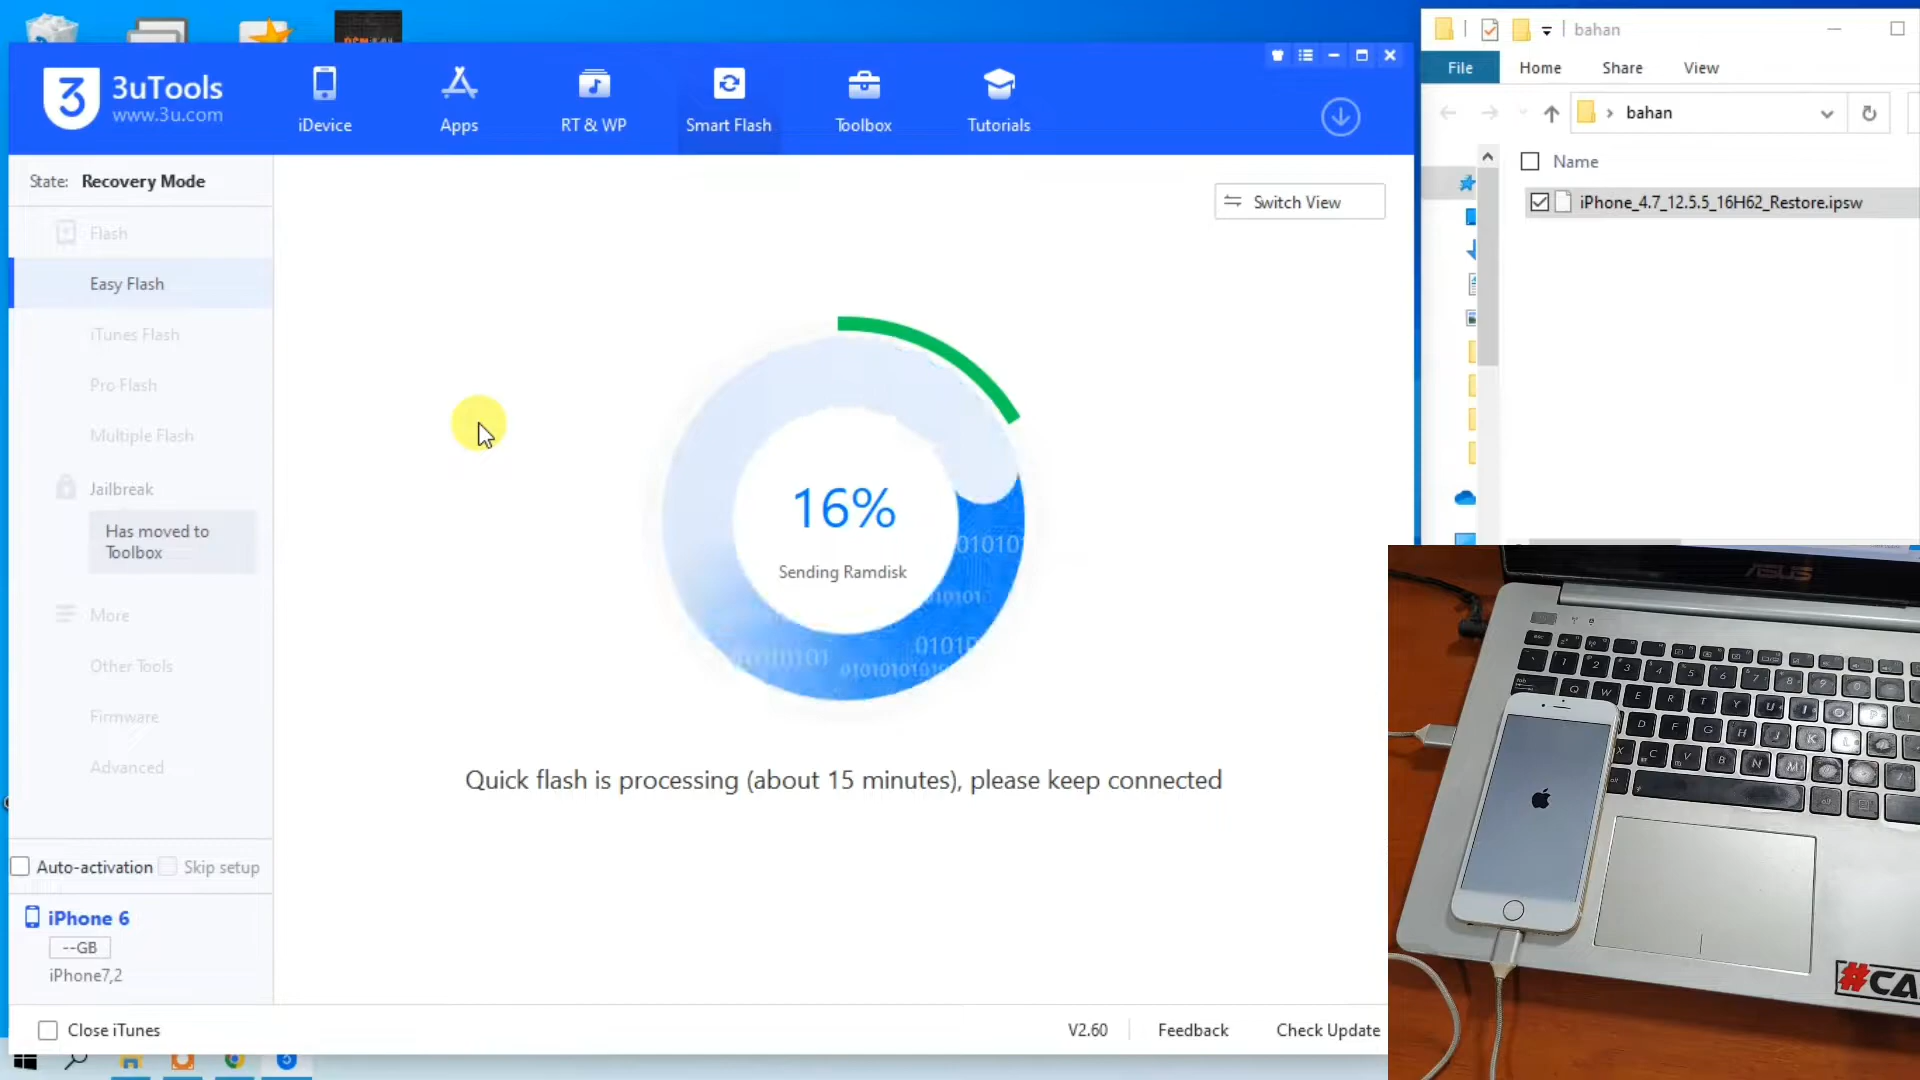 bahan
File
Home
Share
View
bahan
Name
iPhone_4.7_12.5.5_16H62_Restore.ipsw
3uTools
www.3u.com
iDevice
Apps
RT & WP
Smart Flash
Toolbox
Tutorials
State: Recovery Mode
Switch View
Flash
Easy Flash
iTunes Flash
Pro Flash
Multiple Flash
Jailbreak
Has moved to
Toolbox
More
Other Tools
Firmware
Advanced
16%
Sending Ramdisk
Quick flash is processing (about 15 minutes), please keep connected
Auto-activation
Skip setup
iPhone 6
--GB
iPhone7,2
Close iTunes
V2.60
Feedback
Check Update
ASUS
#CA